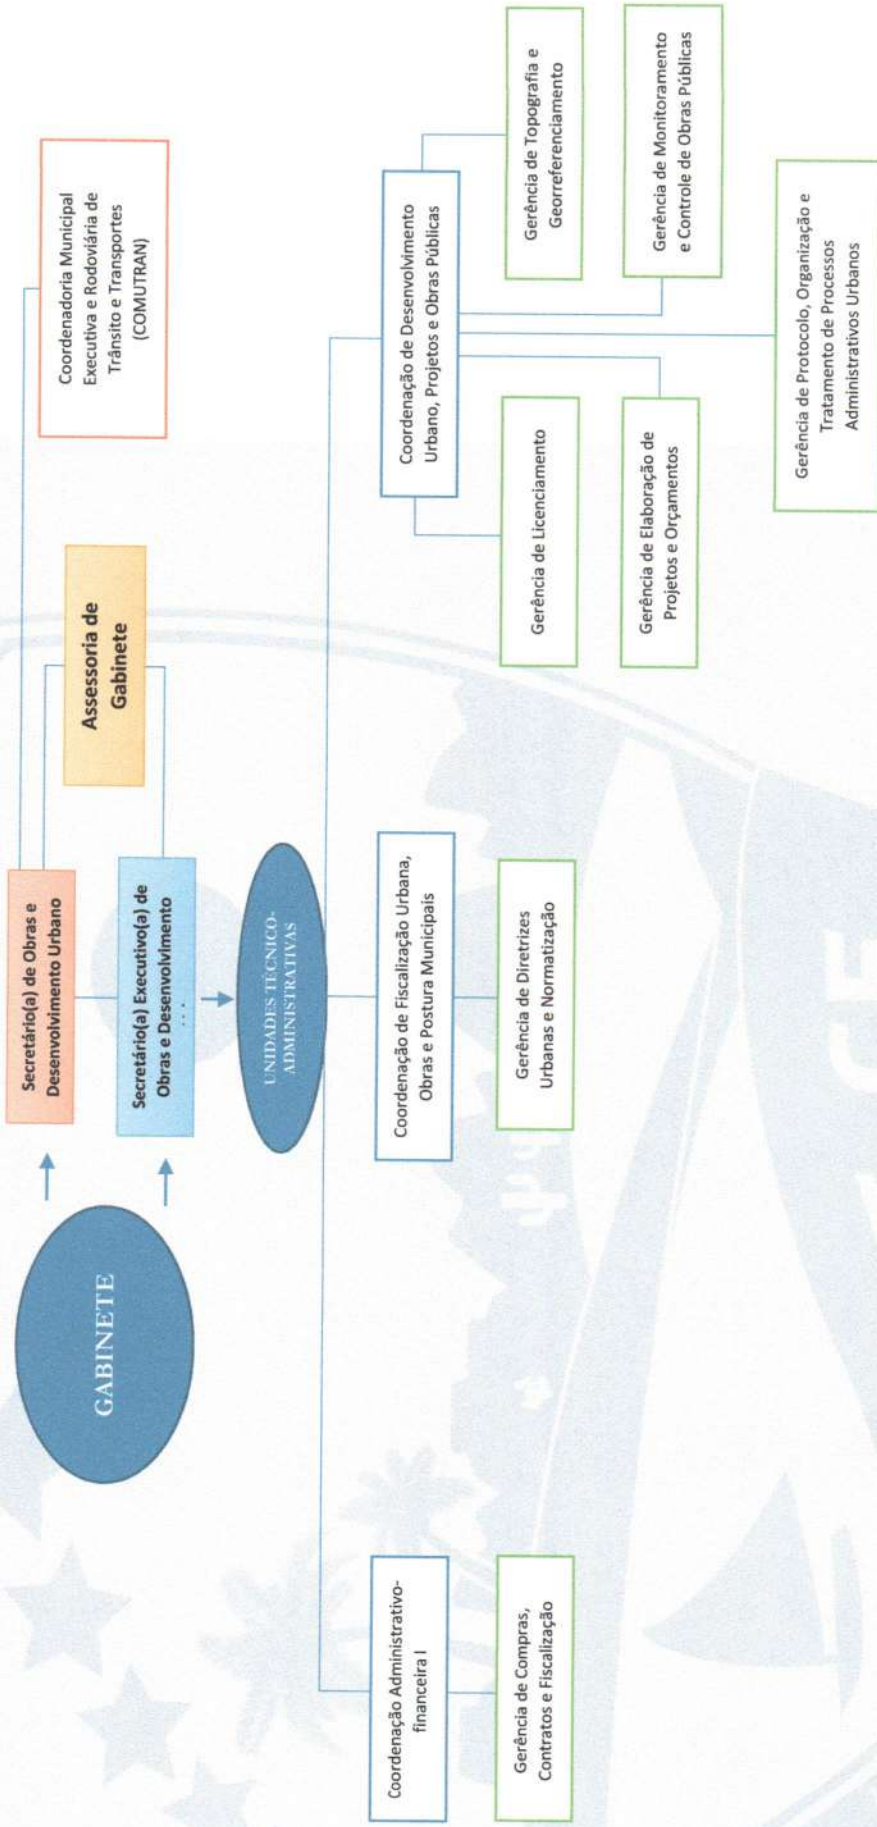 GABINETE
Secretário(a) de Obras e
Desenvolvimento Urbano
Secretário(a) Executivo(a) de
Obras e Desenvolvimento
Assessoria de
Gabinete
Coordenadoria Municipal
Executiva e Rodoviária de
Trânsito e Transportes
(COMUTRAN)
UNIDADES TÉCNICO-
ADMINISTRATIVAS
Coordenação Administrativo-
financeira I
Gerência de Compras,
Contratos e Fiscalização
Coordenação de Fiscalização Urbana,
Obras e Postura Municipais
Gerência de Diretrizes
Urbanas e Normatização
Coordenação de Desenvolvimento
Urbano, Projetos e Obras Públicas
Gerência de Licenciamento
Gerência de Topografia e
Georreferenciamento
Gerência de Elaboração de
Projetos e Orçamentos
Gerência de Monitoramento
e Controle de Obras Públicas
Gerência de Protocolo, Organização e
Tratamento de Processos
Administrativos Urbanos